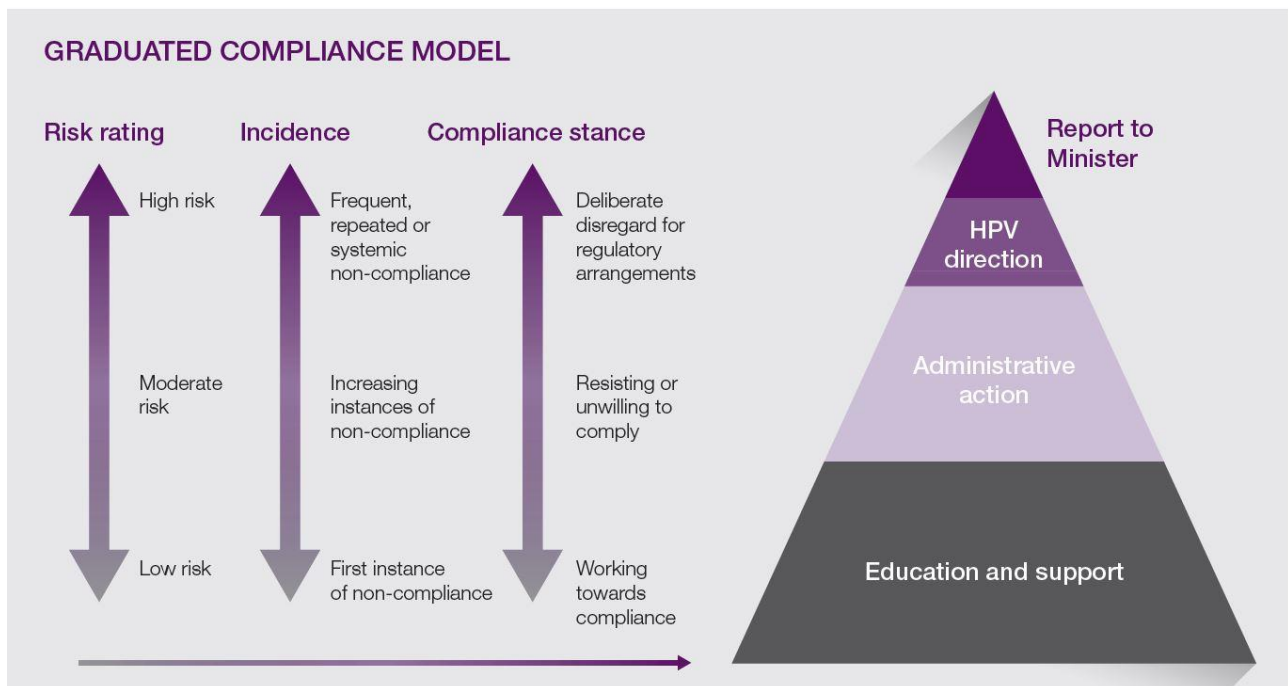 GRADUATED COMPLIANCE MODEL
Risk rating
High risk
Moderate
risk
Low risk
Incidence
Frequent,
repeated or
systemic
non-compliance
Increasing
instances of
non-compliance
First instance
of non-compliance
Compliance stance
Deliberate
disregard for
regulatory
arrangements
Resisting or
unwilling to
comply
Working
towards
compliance
Report to
Minister
HPV
direction
Administrative
action
Education and support